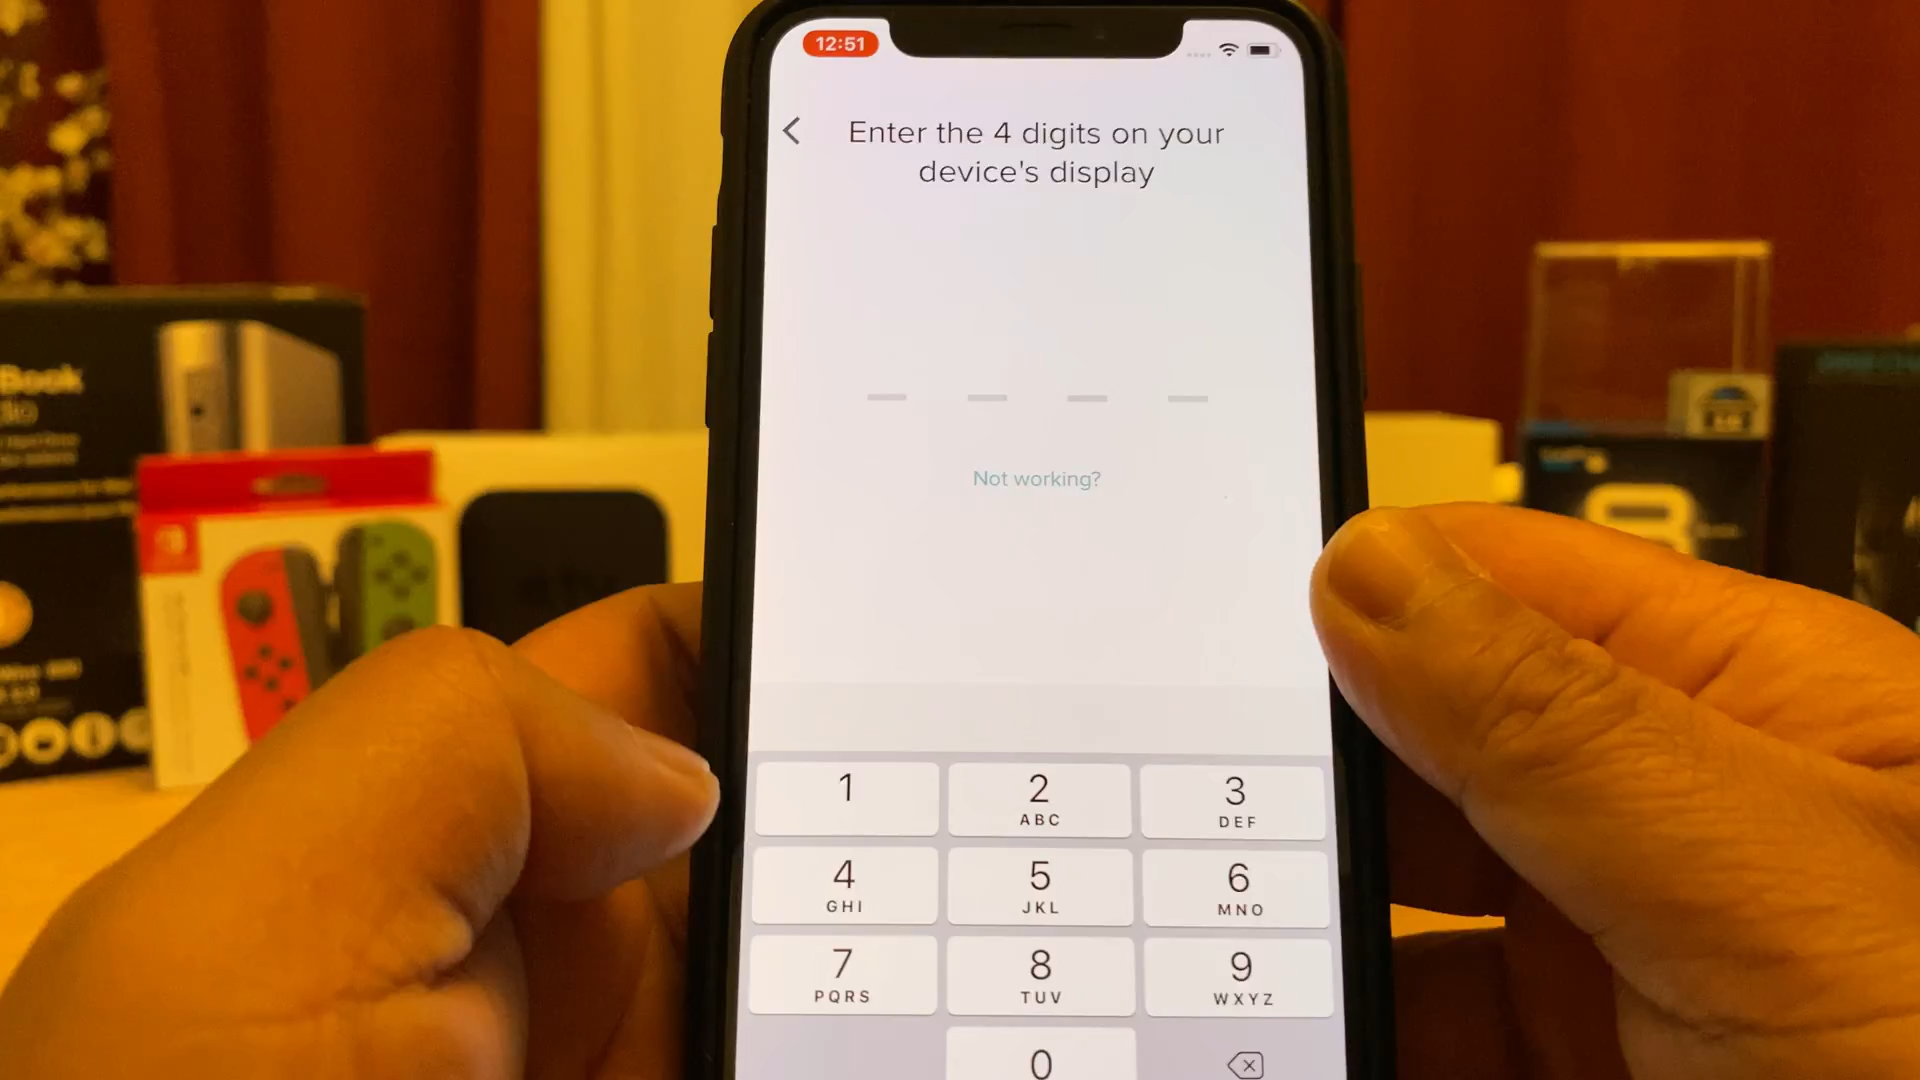 12:51
Enter the 4 digits on your
device's display
Not working?
1
2
ABC
3
DEF
4
GHI
5
JKL
6
MNO
7
PQRS
8
TUV
9
WXYZ
0
Book